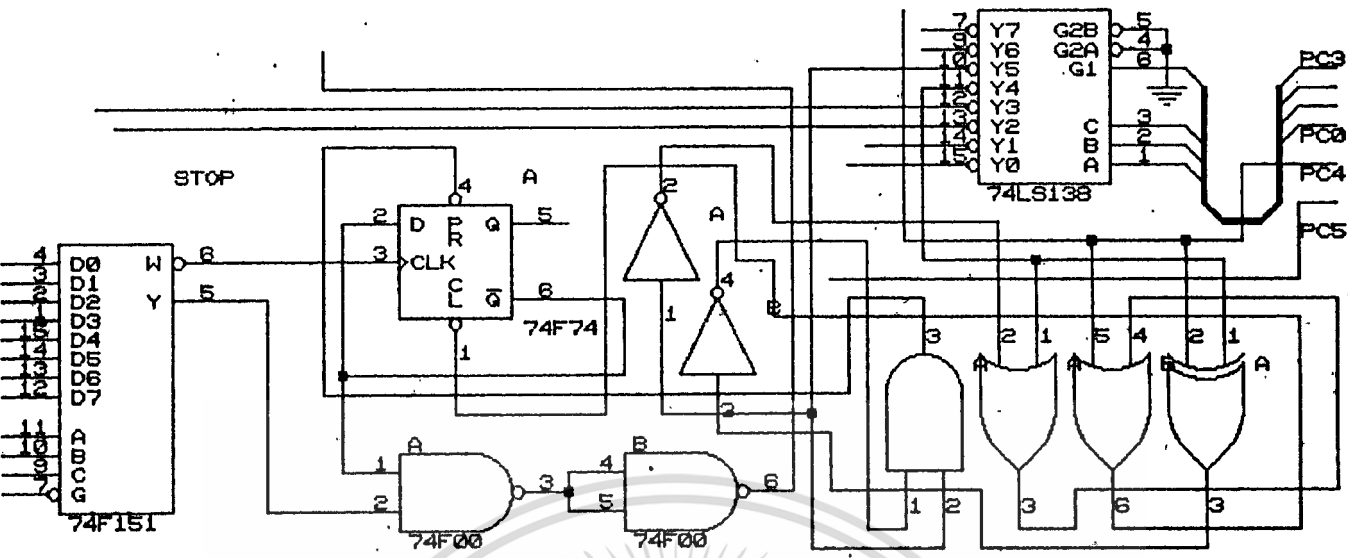 STOP
74F151
4 D0
3 D1
2 D2
1 D3
15 D4
14 D5
13 D6
12 D7
11 A
10 B
9 C
7 G
W 6
Y 5
A
74F74
2 D
3 CLK
4 PR
CL 1
Q 5
Q̅ 6
A
1
2
3
74F00
B
4
5
6
74F00
2
A
1
4
B
3
7 Y7
9 Y6
10 Y5
11 Y4
12 Y3
13 Y2
14 Y1
15 Y0
G2B 5
G2A 4
G1 6
C 3
B 2
A 1
74LS138
PC3
PC0
PC4
PC5
3
1
2
A
2
1
3
A
5
4
6
B
2
1
A
3